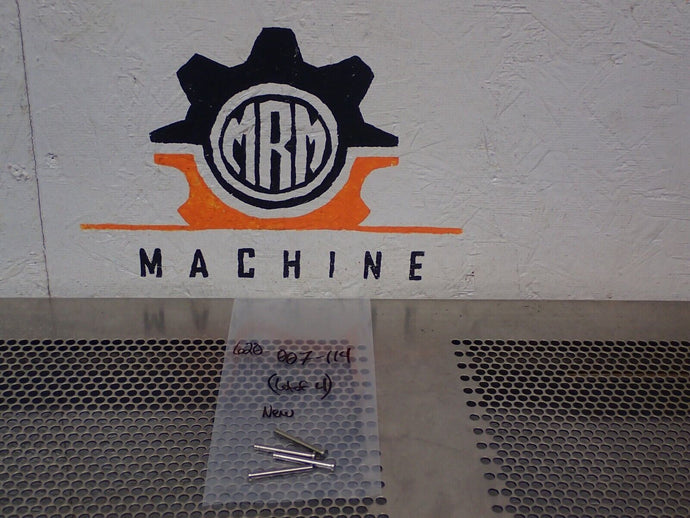 MRM
MACHINE
007-114
(Lot of 4)
New